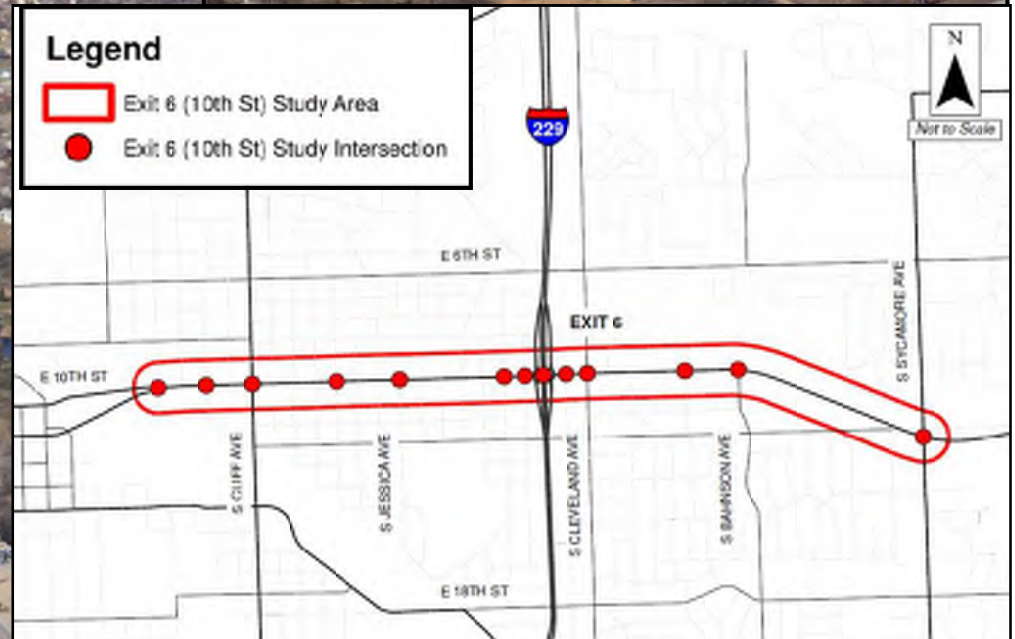 Legend
Exit 6 (10th St) Study Area
Exit 6 (10th St) Study Intersection
N
Not to Scale
229
E 6TH ST
EXIT 6
S SYCAMORE AVE
E 10TH ST
S CLIFF AVE
S JESSICA AVE
S CLEVELAND AVE
S BAHNSON AVE
E 18TH ST